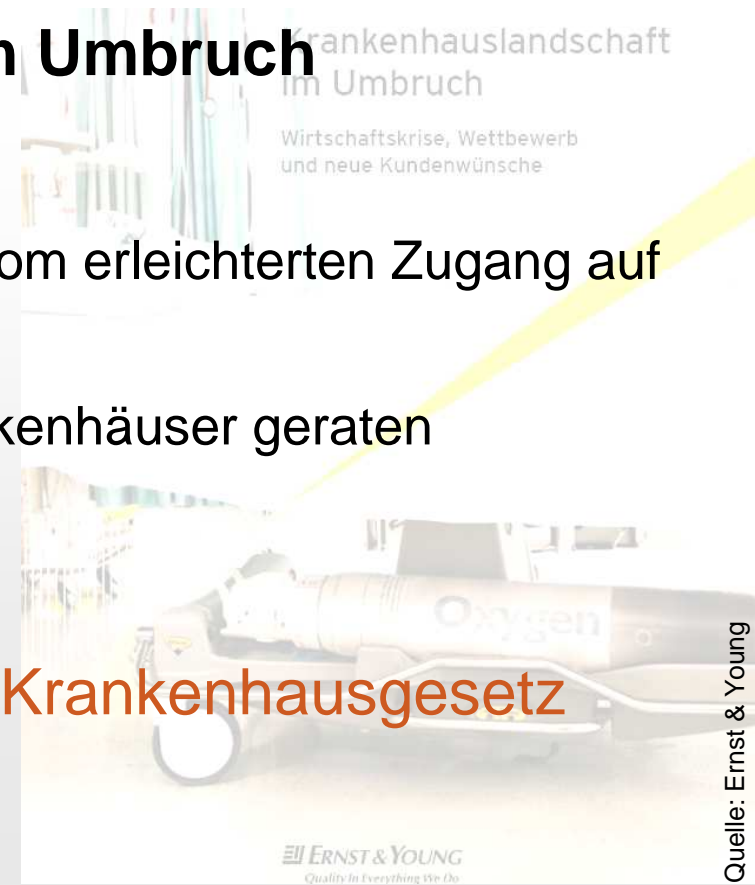 n Umbruch
Krankenhauslandschaft
im Umbruch
Wirtschaftskrise, Wettbewerb
und neue Kundenwünsche
om erleichterten Zugang auf
kenhäuser geraten
Oxygen
Krankenhausgesetz
Quelle: Ernst & Young
ERNST & YOUNG
Quality In Everything We Do